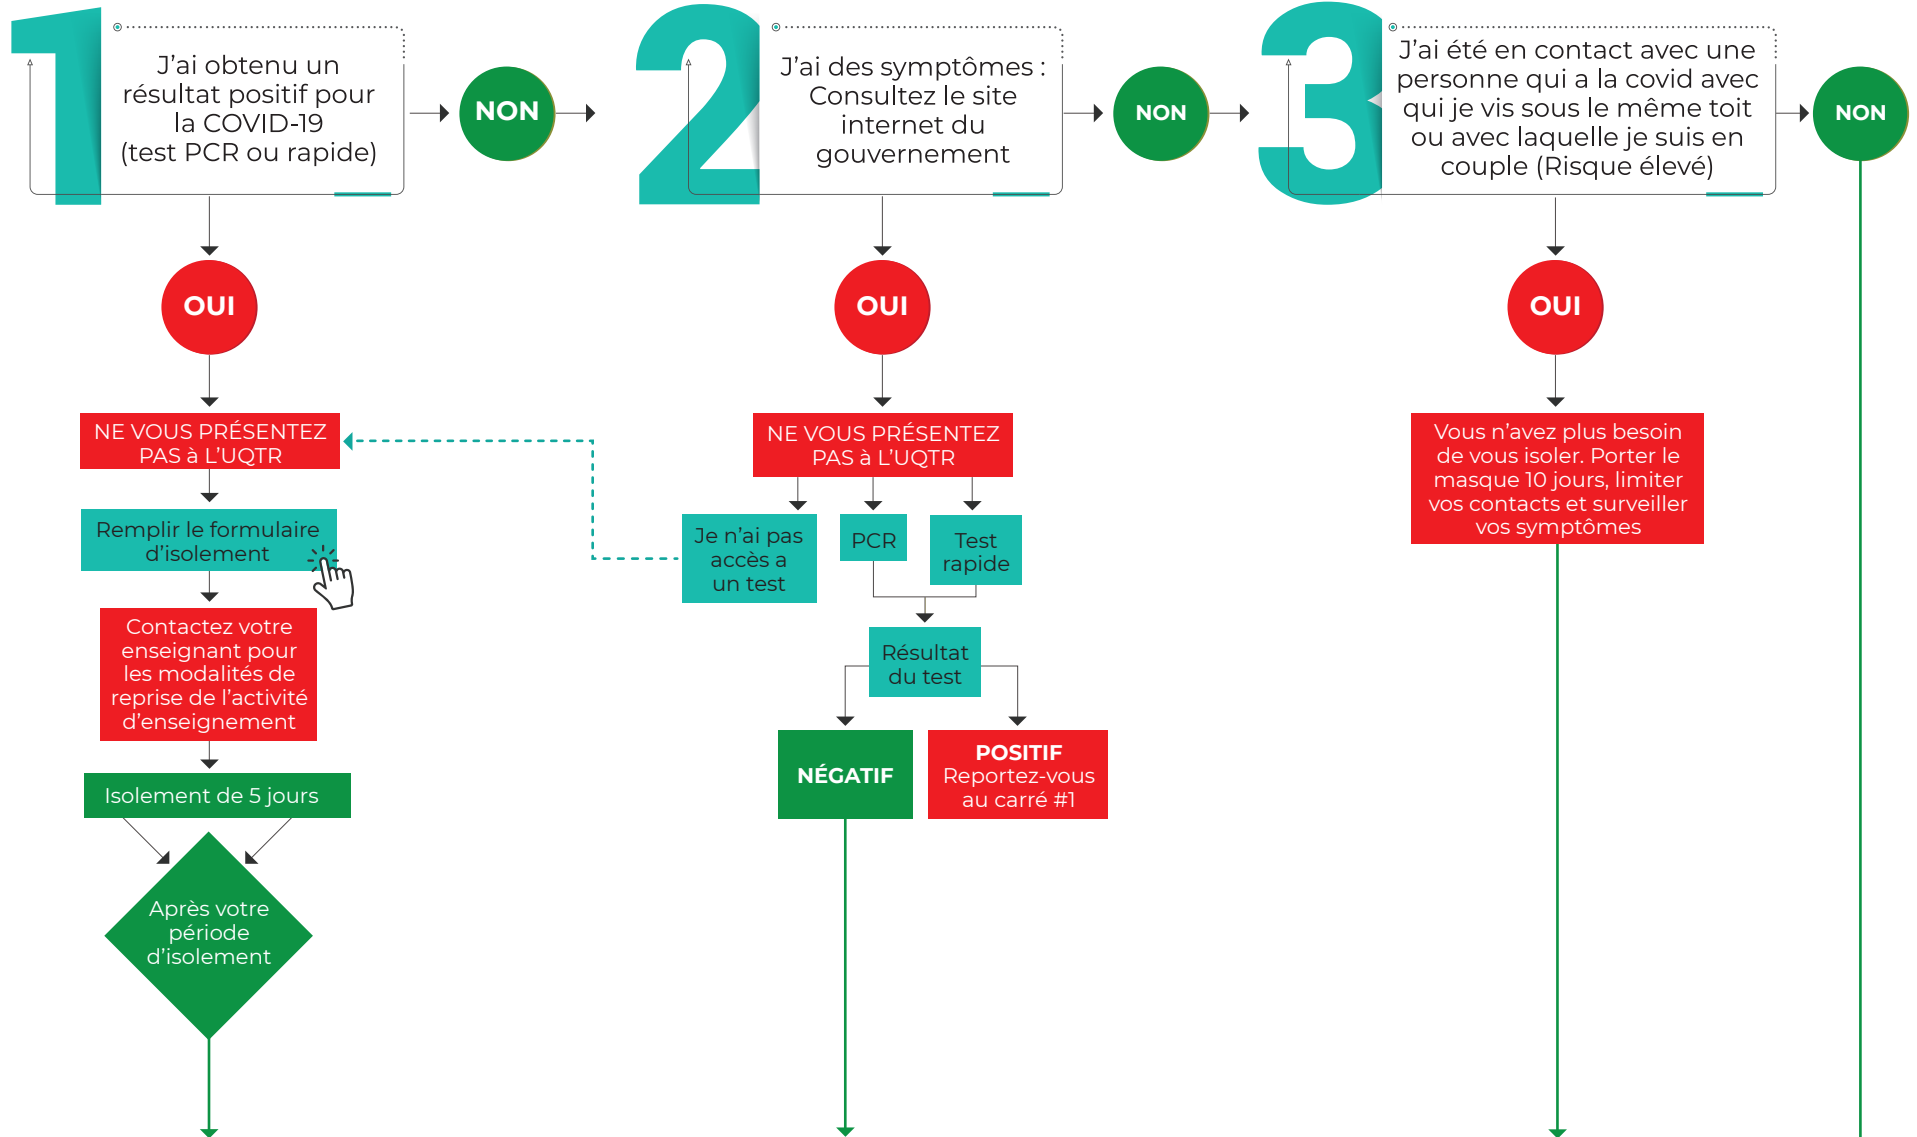 1
J'ai obtenu un
résultat positif pour
la COVID-19
(test PCR ou rapide)
NON
2
J'ai des symptômes :
Consultez le site
internet du
gouvernement
NON
3
J'ai été en contact avec une
personne qui a la covid avec
qui je vis sous le même toit
ou avec laquelle je suis en
couple (Risque élevé)
NON
OUI
OUI
OUI
NE VOUS PRÉSENTEZ
PAS à L'UQTR
Remplir le formulaire
d'isolement
Contactez votre
enseignant pour
les modalités de
reprise de l'activité
d'enseignement
Isolement de 5 jours
Après votre
période
d'isolement
NE VOUS PRÉSENTEZ
PAS à L'UQTR
Je n'ai pas
accès a
un test
PCR
Test
rapide
Résultat
du test
NÉGATIF
POSITIF
Reportez-vous
au carré #1
Vous n'avez plus besoin
de vous isoler. Porter le
masque 10 jours, limiter
vos contacts et surveiller
vos symptômes